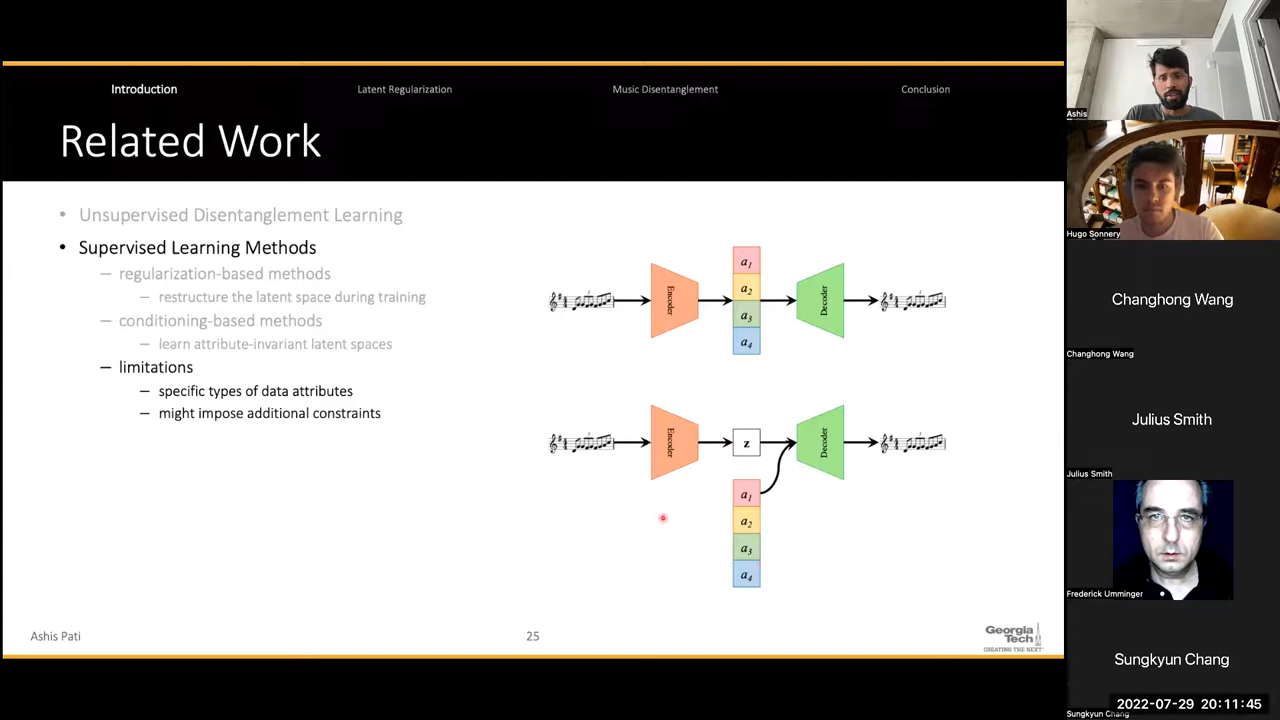 Introduction
Latent Regularization
Music Disentanglement
Conclusion
Related Work
• Unsupervised Disentanglement Learning
• Supervised Learning Methods
– regularization-based methods
– restructure the latent space during training
– conditioning-based methods
– learn attribute-invariant latent spaces
– limitations
– specific types of data attributes
– might impose additional constraints
Encoder
a1
a2
a3
a4
Decoder
Encoder
z
Decoder
a1
a2
a3
a4
Ashis Pati
25
Georgia
Tech
CREATING THE NEXT
Ashis
Hugo Sonnery
Changhong Wang
Changhong Wang
Julius Smith
Julius Smith
Frederick Umminger
Sungkyun Chang
2022-07-29 20:11:45
Sungkyun Chang